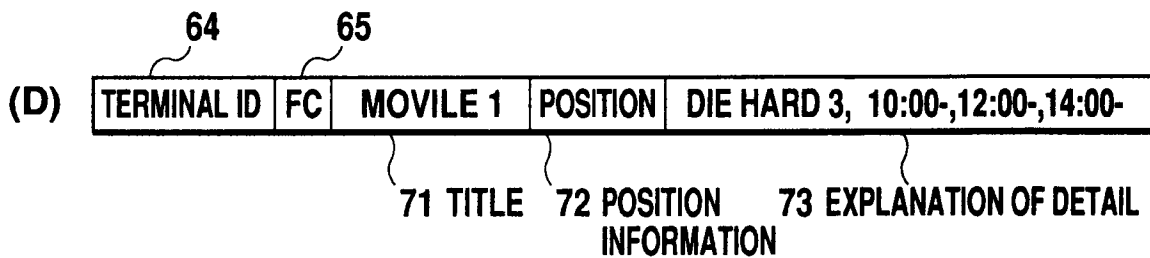 64 65
(D) TERMINAL ID FC MOVILE 1 POSITION DIE HARD 3, 10:00-,12:00-,14:00-
71 TITLE 72 POSITION INFORMATION 73 EXPLANATION OF DETAIL